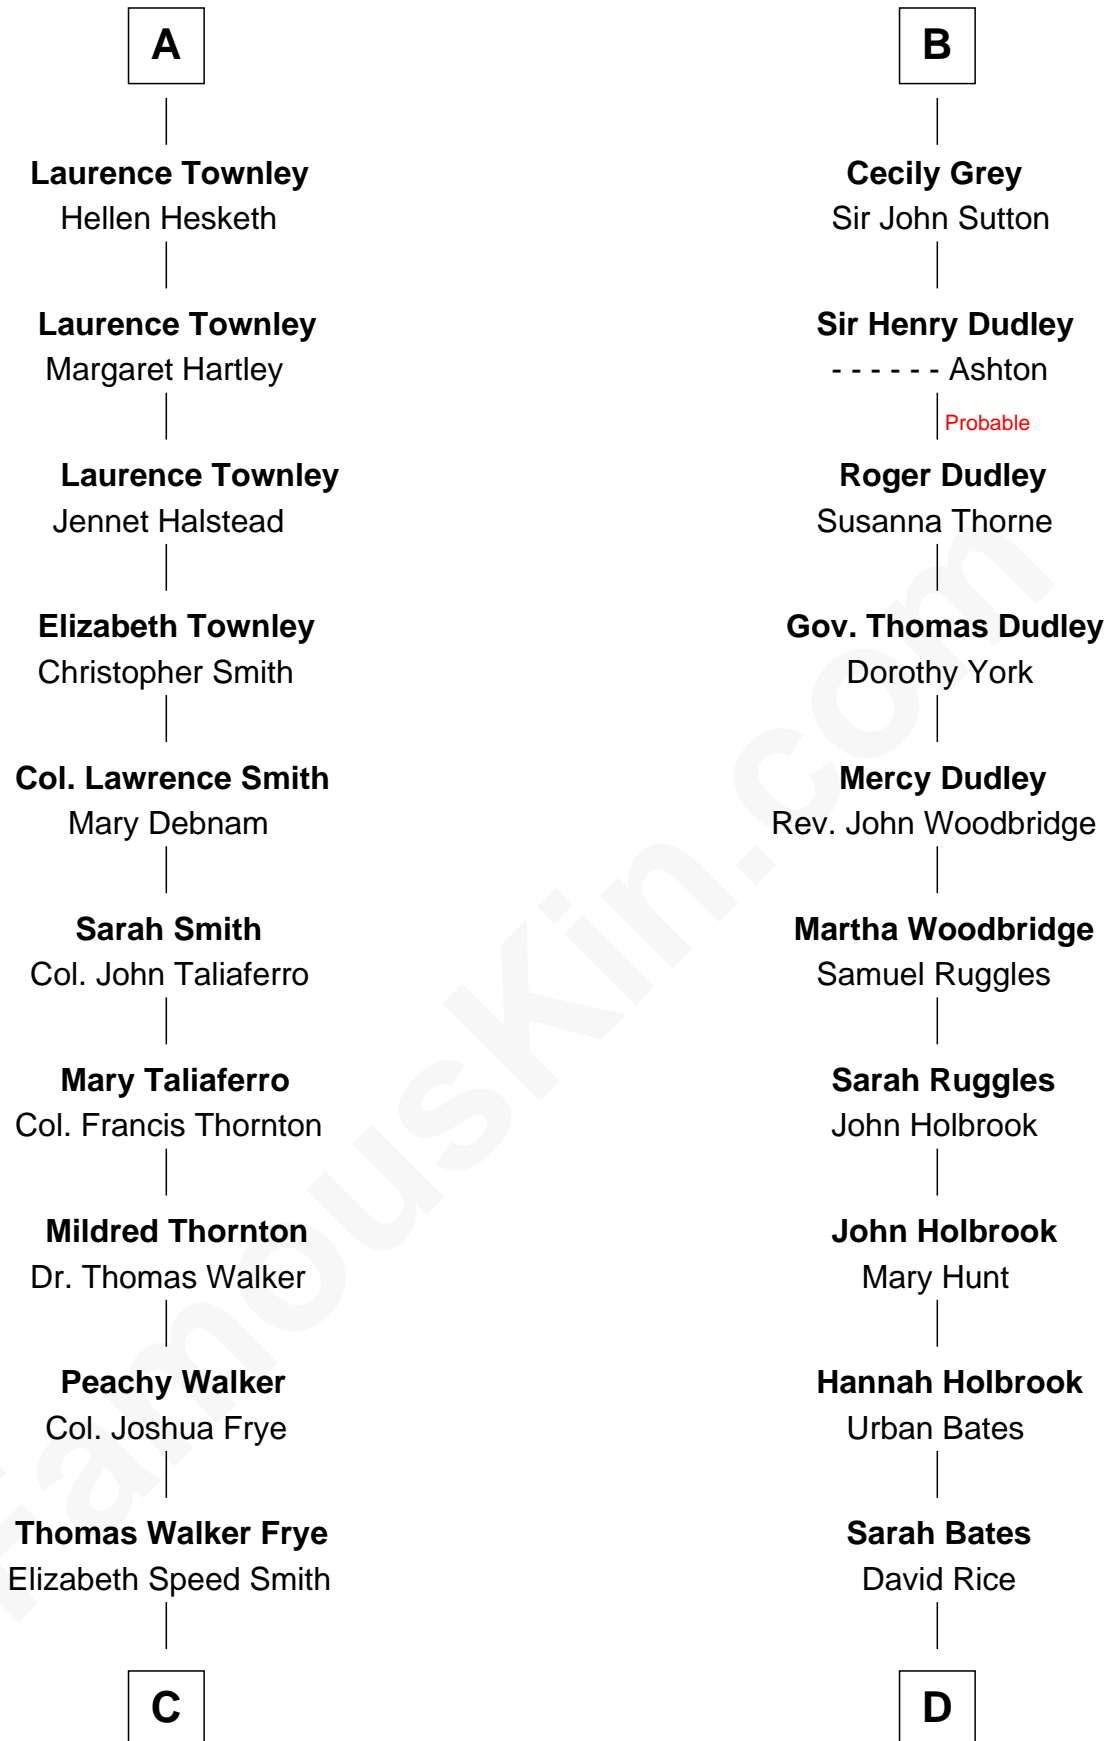 A
Laurence Townley
Hellen Hesketh
Laurence Townley
Margaret Hartley
Laurence Townley
Jennet Halstead
Elizabeth Townley
Christopher Smith
Col. Lawrence Smith
Mary Debnam
Sarah Smith
Col. John Taliaferro
Mary Taliaferro
Col. Francis Thornton
Mildred Thornton
Dr. Thomas Walker
Peachy Walker
Col. Joshua Frye
Thomas Walker Frye
Elizabeth Speed Smith
C
B
Cecily Grey
Sir John Sutton
Sir Henry Dudley
- - - - - - Ashton
Probable
Roger Dudley
Susanna Thorne
Gov. Thomas Dudley
Dorothy York
Mercy Dudley
Rev. John Woodbridge
Martha Woodbridge
Samuel Ruggles
Sarah Ruggles
John Holbrook
John Holbrook
Mary Hunt
Hannah Holbrook
Urban Bates
Sarah Bates
David Rice
D
FamousKin.com